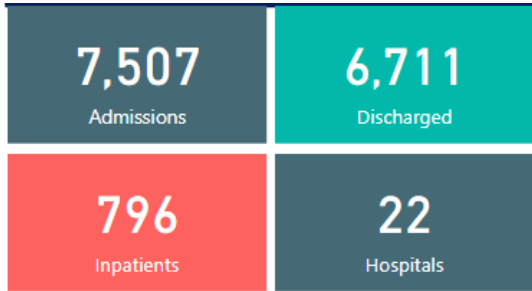 7,507
Admissions
6,711
Discharged
796
Inpatients
22
Hospitals